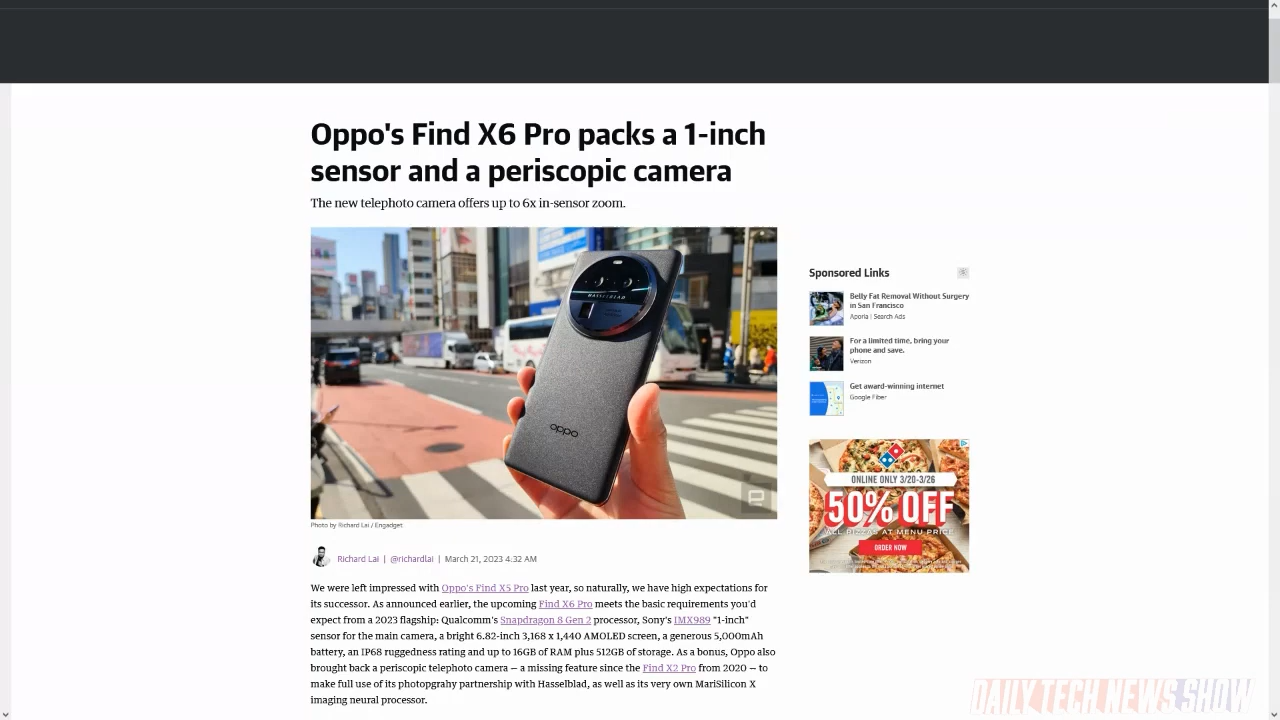 Oppo's Find X6 Pro packs a 1-inch
sensor and a periscopic camera
The new telephoto camera offers up to 6x in-sensor zoom.
HASSELBLAD
oppo
Photo by Richard Lai / Engadget
Richard Lai | @richardlai | March 21, 2023 4:32 AM
We were left impressed with Oppo's Find X5 Pro last year, so naturally, we have high expectations for
its successor. As announced earlier, the upcoming Find X6 Pro meets the basic requirements you'd
expect from a 2023 flagship: Qualcomm's Snapdragon 8 Gen 2 processor, Sony's IMX989 "1-inch"
sensor for the main camera, a bright 6.82-inch 3,168 x 1,440 AMOLED screen, a generous 5,000mAh
battery, an IP68 ruggedness rating and up to 16GB of RAM plus 512GB of storage. As a bonus, Oppo also
brought back a periscopic telephoto camera -- a missing feature since the Find X2 Pro from 2020 -- to
make full use of its photopgrahy partnership with Hasselblad, as well as its very own MariSilicon X
imaging neural processor.
Sponsored Links
Belly Fat Removal Without Surgery
in San Francisco
Aporia | Search Ads
For a limited time, bring your
phone and save.
Verizon
Get award-winning internet
Google Fiber
ONLINE ONLY 3/20-3/26
50% OFF
ALL PIZZAS AT MENU PRICE
ORDER NOW
DAILY TECH NEWS SHOW